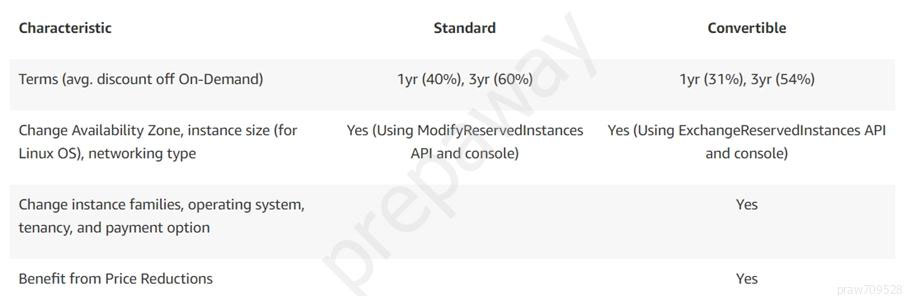 Characteristic Standard Convertible
Terms (avg. discount off On-Demand) 1yr (40%), 3yr (60%) 1yr (31%), 3yr (54%)
Change Availability Zone, instance size (for Yes (Using ModifyReservedInstances Yes (Using ExchangeReservedInstances API
Linux OS), networking type API and console) and console)
Change instance families, operating system, Yes
tenancy, and payment option
Benefit from Price Reductions Yes
prepaway
praw709528